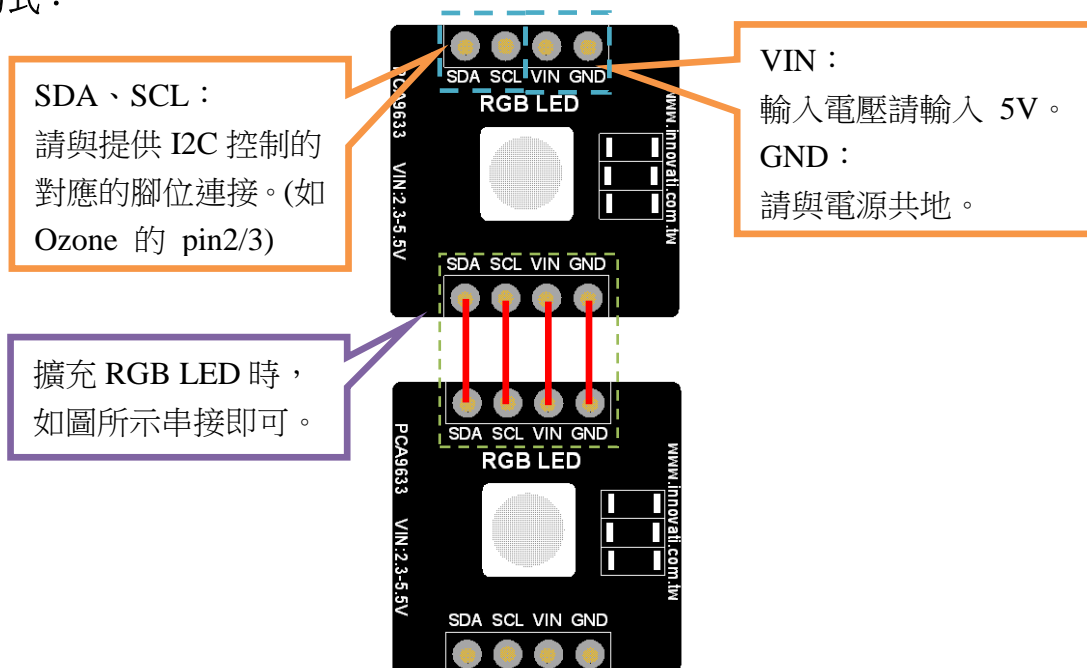 式：
SDA、SCL：
請與提供 I2C 控制的
對應的腳位連接。(如
Ozone 的 pin2/3)
VIN：
輸入電壓請輸入 5V。
GND：
請與電源共地。
SDA SCL VIN GND
RGB LED
PCA9633 VIN:2.3-5.5V
www.innovati.com.tw
SDA SCL VIN GND
擴充 RGB LED 時，
如圖所示串接即可。
SDA SCL VIN GND
RGB LED
PCA9633 VIN:2.3-5.5V
www.innovati.com.tw
SDA SCL VIN GND